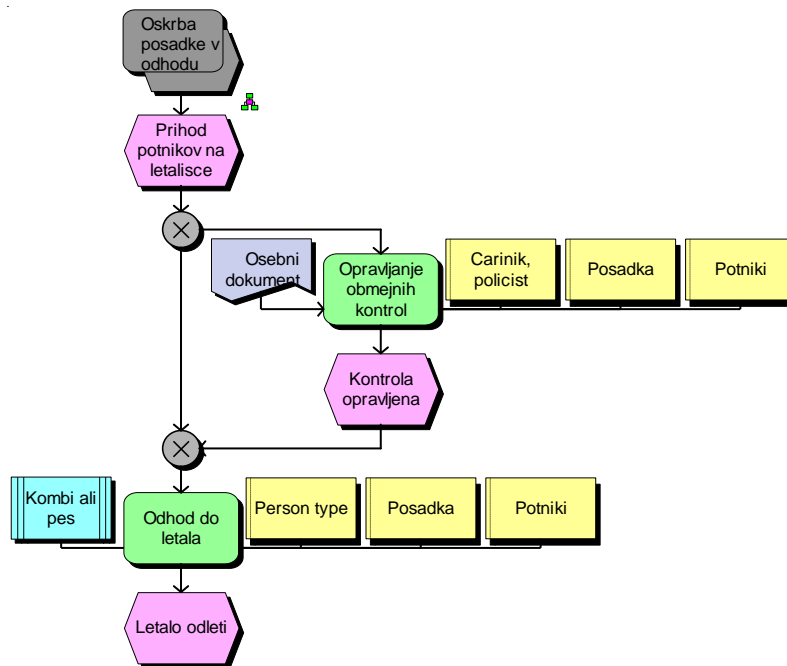 Oskrba
posadke v
odhodu
Prihod
potnikov na
letalisce
Osebni
dokument
Opravljanje
obmejnih
kontrol
Carinik,
policist
Posadka
Potniki
Kontrola
opravljena
Kombi ali
pes
Odhod do
letala
Person type
Posadka
Potniki
Letalo odleti